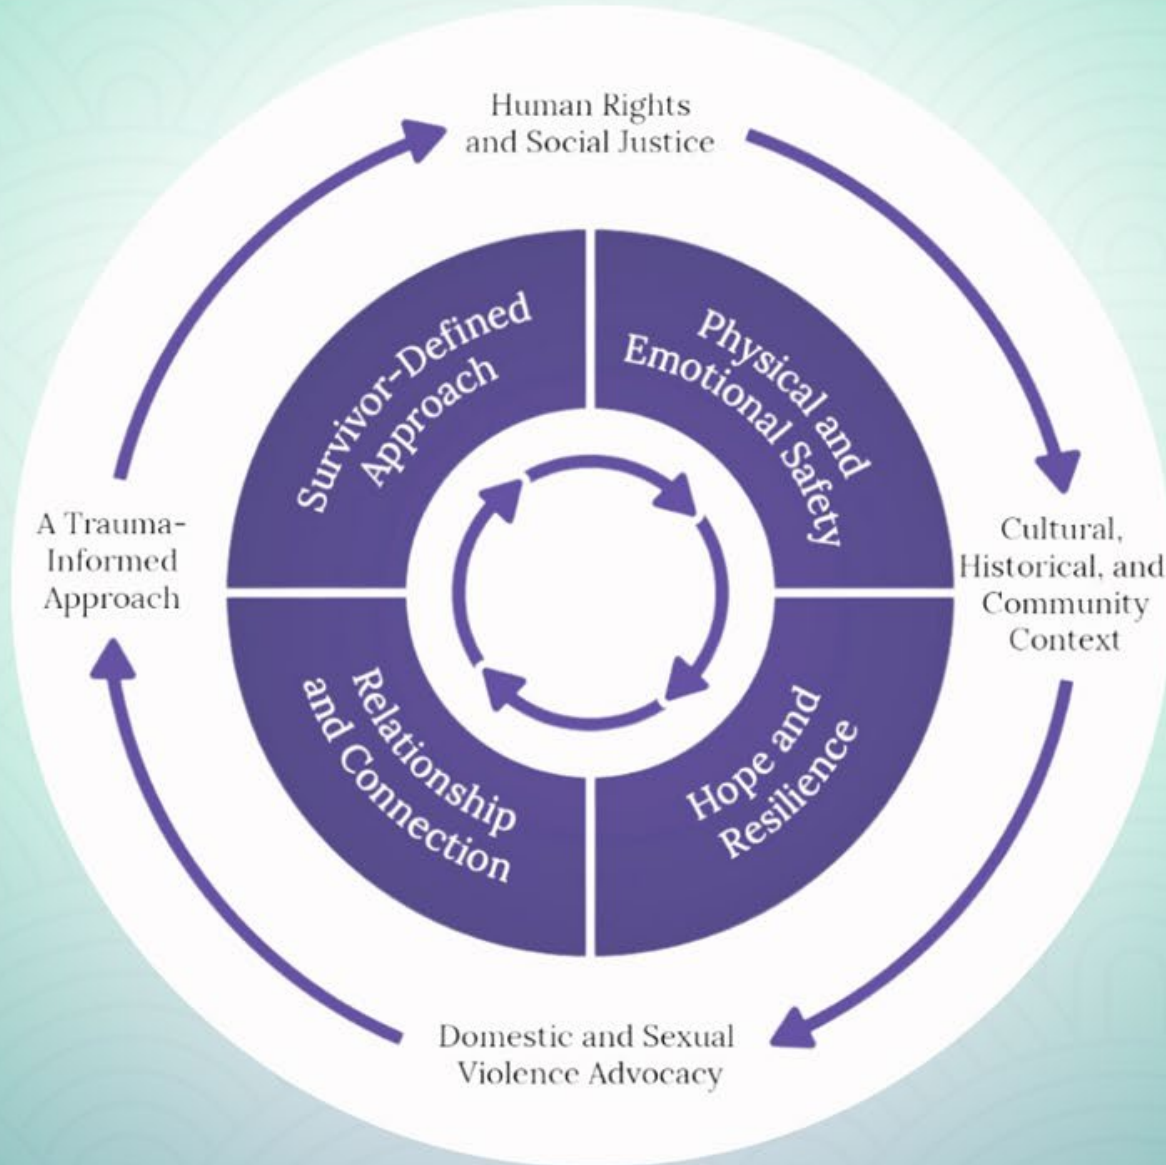 Human Rights
and Social Justice
Survivor-Defined
Approach
Physical and
Emotional Safety
A Trauma-
Informed
Approach
Cultural,
Historical, and
Community
Context
Relationship
and Connection
Hope and
Resilience
Domestic and Sexual
Violence Advocacy